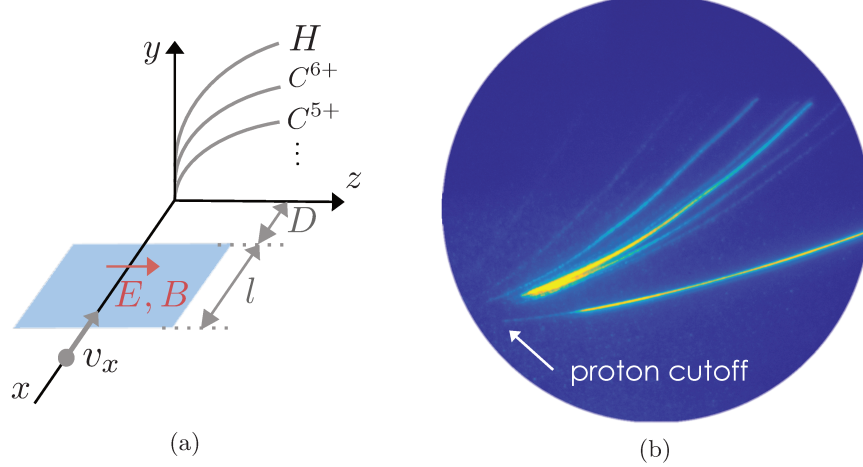 y
H
C⁶⁺
C⁵⁺
⋮
z
D
E, B
l
vₓ
x
proton cutoff
(a)
(b)